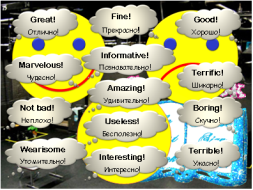 Great!
Отлично!
Fine!
Прекрасно!
Good!
Хорошо!
Marvelous!
Чудесно!
Informative!
Познавательно!
Terrific!
Шикарно!
Amazing!
Удивительно!
Not bad!
Неплохо!
Useless!
Бесполезно!
Boring!
Скучно!
Wearisome
Утомительно!
Interesting!
Интересно!
Terrible!
Ужасно!